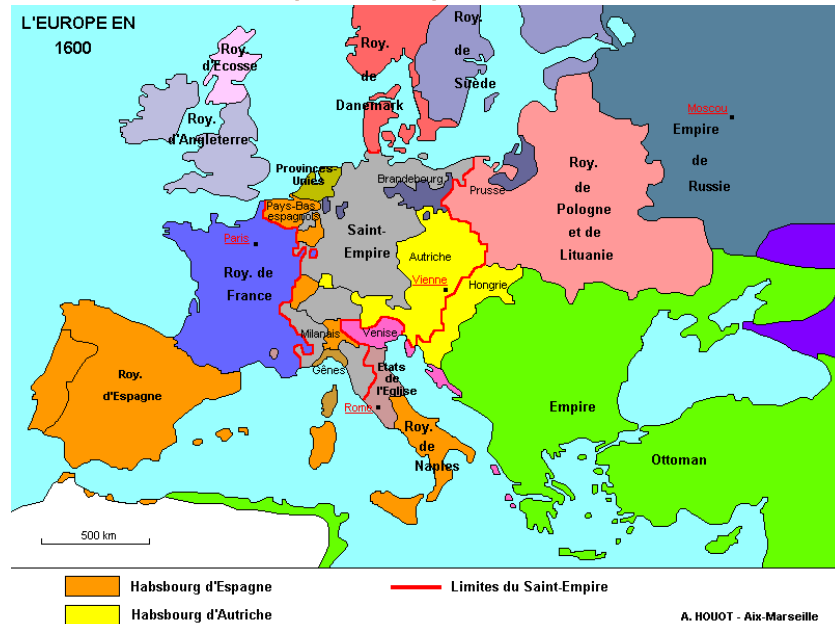 L'EUROPE EN
1600
Roy.
d'Ecosse
Roy.
d'Angleterre
Roy.
de
Danemark
Roy.
de
Suède
Moscou
Empire
de
Russie
Provinces-
Unies
Brandebourg
Prusse
Roy.
de
Pologne
et de
Lituanie
Pays-Bas
espagnols
Saint-
Empire
Paris
Roy. de
France
Autriche
Vienne
Hongrie
Milanais
Venise
Gênes
Etats
de
l'Eglise
Rome
Roy.
d'Espagne
Roy.
de
Naples
Empire
Ottoman
500 km
Habsbourg d'Espagne
Limites du Saint-Empire
Habsbourg d'Autriche
A. HOUOT - Aix-Marseille